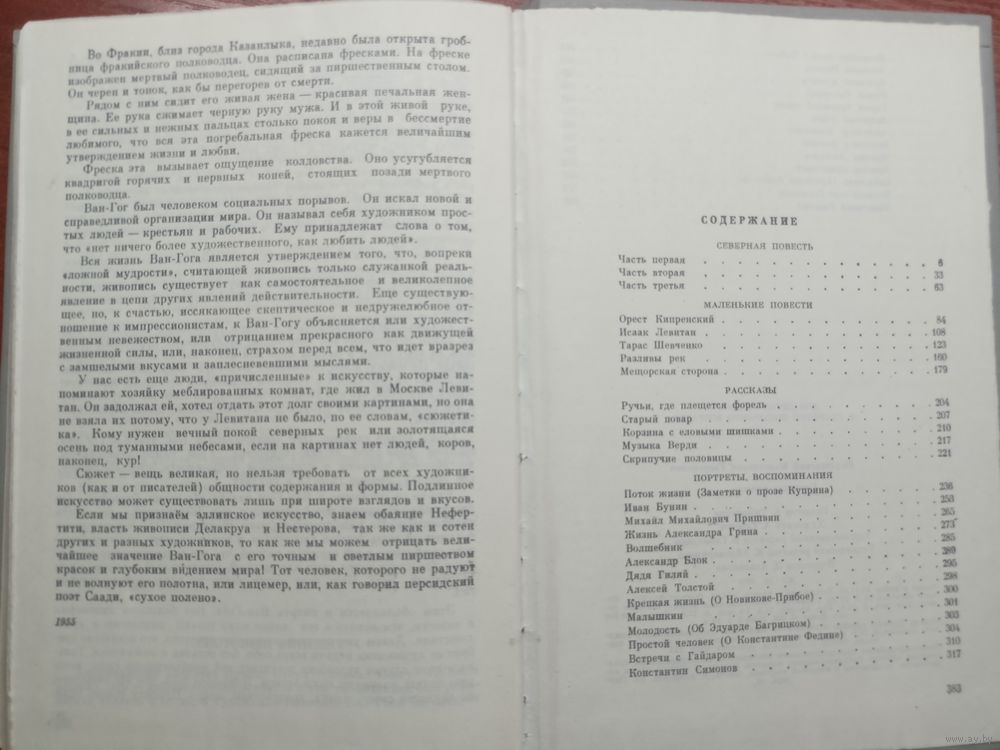 Во Фракии, близ города Казанлыка, недавно была открыта гроб-
ница фракийского полководца. Она расписана фресками. На фреске
изображен мертвый полководец, сидящий за пиршественным столом.
Он черен и тонок, как бы перегорев от смерти.
Рядом с ним сидит его живая жена — красивая печальная жен-
щина. Ее рука сжимает черную руку мужа. И в этой живой руке,
в ее сильных и нежных пальцах столько покоя и веры в бессмертие
любимого, что вся эта погребальная фреска кажется величайшим
утверждением жизни и любви.
Фреска эта вызывает ощущение колдовства. Оно усугубляется
квадригой горячих и нервных коней, стоящих позади мертвого
полководца.
Ван-Гог был человеком социальных порывов. Он искал новой и
справедливой организации мира. Он называл себя художником прос-
тых людей — крестьян и рабочих. Ему принадлежат слова о том,
что «нет ничего более художественного, как любить людей».
Вся жизнь Ван-Гога является утверждением того, что, вопреки
«ложной мудрости», считающей живопись только служанкой реаль-
ности, живопись существует как самостоятельное и великолепное
явление в цепи других явлений действительности. Еще существую-
щее, но, к счастью, иссякающее скептическое и недружелюбное от-
ношение к импрессионистам, к Ван-Гогу объясняется или художест-
венным невежеством, или отрицанием прекрасного как движущей
жизненной силы, или, наконец, страхом перед всем, что идет вразрез
с замшелыми вкусами и заплесневевшими мыслями.
У нас есть еще люди, «причисленные» к искусству, которые на-
поминают хозяйку меблированных комнат, где жил в Москве Леви-
тан. Он задолжал ей, хотел отдать этот долг своими картинами, но она
не взяла их потому, что у Левитана не было, по ее словам, «сюжети-
ка». Кому нужен вечный покой северных рек или золотящаяся
осень под туманными небесами, если на картинах нет людей, коров,
наконец, кур!
Сюжет — вещь великая, но нельзя требовать от всех художни-
ков (как и от писателей) общности содержания и формы. Подлинное
искусство может существовать лишь при широте взглядов и вкусов.
Если мы признаём эллинское искусство, знаем обаяние Нефер-
тити, власть живописи Делакруа и Нестерова, так же как и сотен
других и разных художников, то как же мы можем отрицать вели-
чайшее значение Ван-Гога с его точным и светлым пиршеством
красок и глубоким видением мира! Тот человек, которого не радуют
и не волнуют его полотна, или лицемер, или, как говорил персидский
поэт Саади, «сухое полено».
1955
СОДЕРЖАНИЕ
СЕВЕРНАЯ ПОВЕСТЬ
Часть первая . . . . . . . . . . 6
Часть вторая . . . . . . . . . . 33
Часть третья . . . . . . . . . . 63
МАЛЕНЬКИЕ ПОВЕСТИ
Орест Кипренский . . . . . . . . . . 84
Исаак Левитан . . . . . . . . . . 108
Тарас Шевченко . . . . . . . . . . 123
Разливы рек . . . . . . . . . . 160
Мещорская сторона . . . . . . . . . . 179
РАССКАЗЫ
Ручьи, где плещется форель . . . . . . . . 204
Старый повар . . . . . . . . . . 207
Корзина с еловыми шишками . . . . . . . . 210
Музыка Верди . . . . . . . . . . 217
Скрипучие половицы . . . . . . . . . . 221
ПОРТРЕТЫ, ВОСПОМИНАНИЯ
Поток жизни (Заметки о прозе Куприна) . . . . . 236
Иван Бунин . . . . . . . . . . 253
Михаил Михайлович Пришвин . . . . . . . 265
Жизнь Александра Грина . . . . . . . . 273
Волшебник . . . . . . . . . . 285
Александр Блок . . . . . . . . . . 289
Дядя Гиляй . . . . . . . . . . 295
Алексей Толстой . . . . . . . . . . 298
Крепкая жизнь (О Новикове-Прибое) . . . . . . 300
Малышкин . . . . . . . . . . 301
Молодость (Об Эдуарде Багрицком) . . . . . . 303
Простой человек (О Константине Федине) . . . . . 304
Встречи с Гайдаром . . . . . . . . . . 310
Константин Симонов . . . . . . . . . . 317
383
www.ay.by